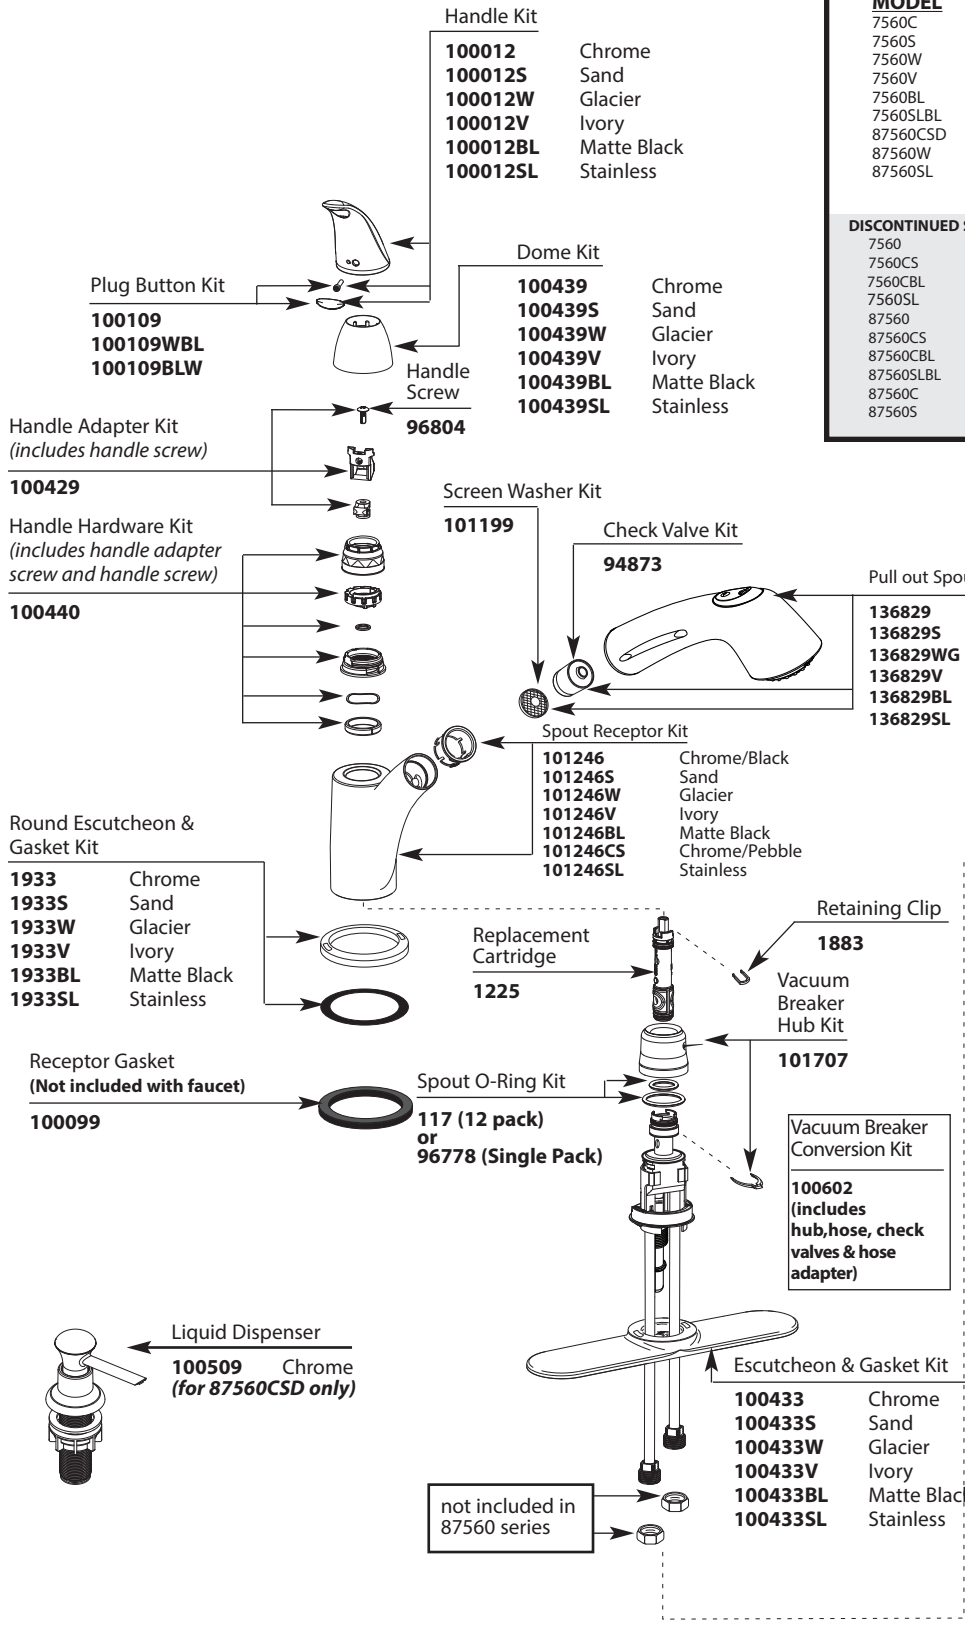 Handle Kit
100012 Chrome
100012S Sand
100012W Glacier
100012V Ivory
100012BL Matte Black
100012SL Stainless
MODEL
7560C
7560S
7560W
7560V
7560BL
7560SLBL
87560CSD
87560W
87560SL
DISCONTINUED
7560
7560CS
7560CBL
7560SL
87560
87560CS
87560CBL
87560SLBL
87560C
87560S
Plug Button Kit
100109
100109WBL
100109BLW
Dome Kit
100439 Chrome
100439S Sand
100439W Glacier
100439V Ivory
100439BL Matte Black
100439SL Stainless
Handle
Screw
96804
Handle Adapter Kit
(includes handle screw)
100429
Handle Hardware Kit
(includes handle adapter
screw and handle screw)
100440
Screen Washer Kit
101199
Check Valve Kit
94873
Pull out
136829
136829S
136829WG
136829V
136829BL
136829SL
Spout Receptor Kit
101246 Chrome/Black
101246S Sand
101246W Glacier
101246V Ivory
101246BL Matte Black
101246CS Chrome/Pebble
101246SL Stainless
Round Escutcheon &
Gasket Kit
1933 Chrome
1933S Sand
1933W Glacier
1933V Ivory
1933BL Matte Black
1933SL Stainless
Replacement
Cartridge
1225
Retaining Clip
1883
Vacuum
Breaker
Hub Kit
101707
Receptor Gasket
(Not included with faucet)
100099
Spout O-Ring Kit
117 (12 pack)
or
96778 (Single Pack)
Vacuum Breaker
Conversion Kit
100602
(includes
hub,hose, check
valves & hose
adapter)
Liquid Dispenser
100509 Chrome
(for 87560CSD only)
Escutcheon & Gasket Kit
100433 Chrome
100433S Sand
100433W Glacier
100433V Ivory
100433BL Matte Black
100433SL Stainless
not included in
87560 series